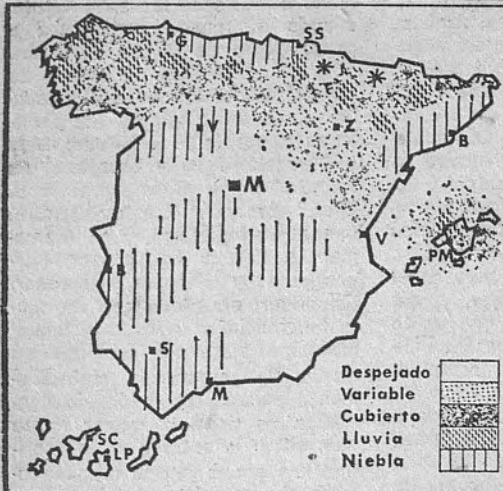 G
SS
V
Z
B
M
V
PM
B
S
M
SC
LP
Despejado
Variable
Cubierto
Lluvia
Niebla